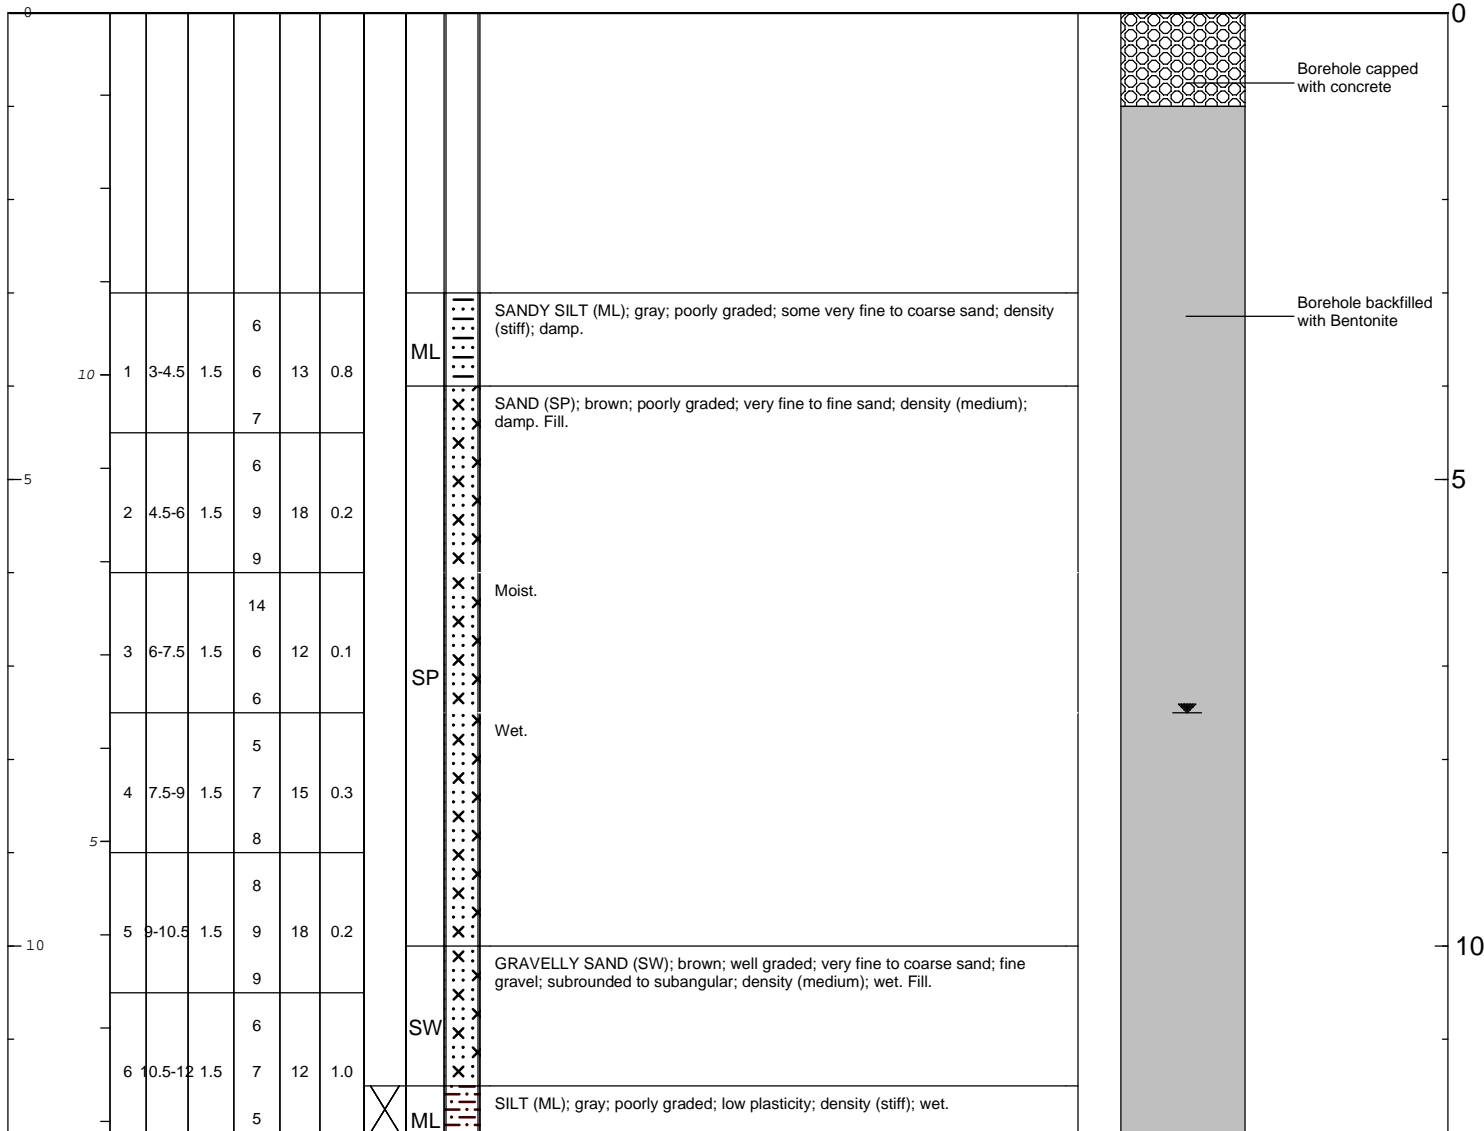 0
0
Borehole capped
with concrete
SANDY SILT (ML); gray; poorly graded; some very fine to coarse sand; density
(stiff); damp.
Borehole backfilled
with Bentonite
ML
6
10
1 3-4.5 1.5 6 13 0.8
7
SAND (SP); brown; poorly graded; very fine to fine sand; density (medium);
damp. Fill.
6
5
5
2 4.5-6 1.5 9 18 0.2
9
Moist.
14
3 6-7.5 1.5 6 12 0.1
6
SP
Wet.
5
4 7.5-9 1.5 7 15 0.3
8
5
8
5 9-10.5 1.5 9 18 0.2
9
10
10
GRAVELLY SAND (SW); brown; well graded; very fine to coarse sand; fine
gravel; subrounded to subangular; density (medium); wet. Fill.
SW
6
6 10.5-12 1.5 7 12 1.0
5
SILT (ML); gray; poorly graded; low plasticity; density (stiff); wet.
ML